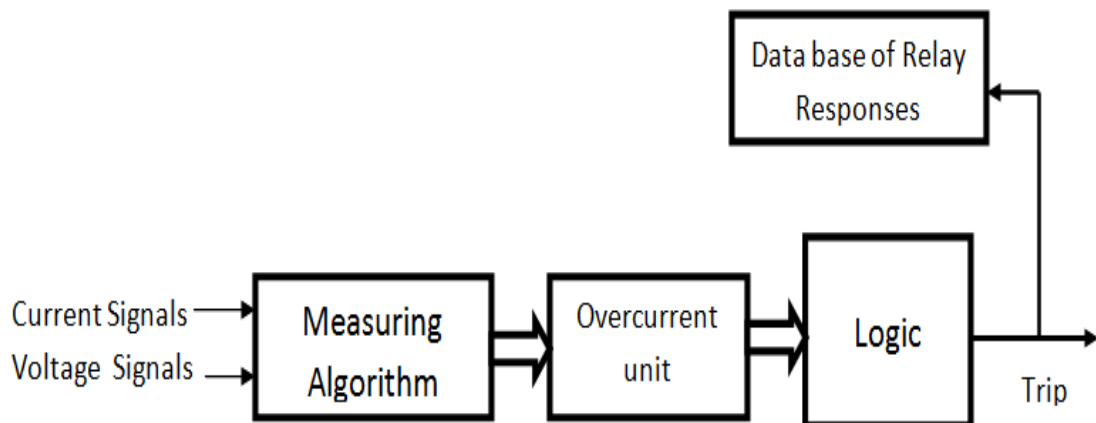 Data base of Relay
Responses
Current Signals
Voltage Signals
Measuring
Algorithm
Overcurrent
unit
Logic
Trip